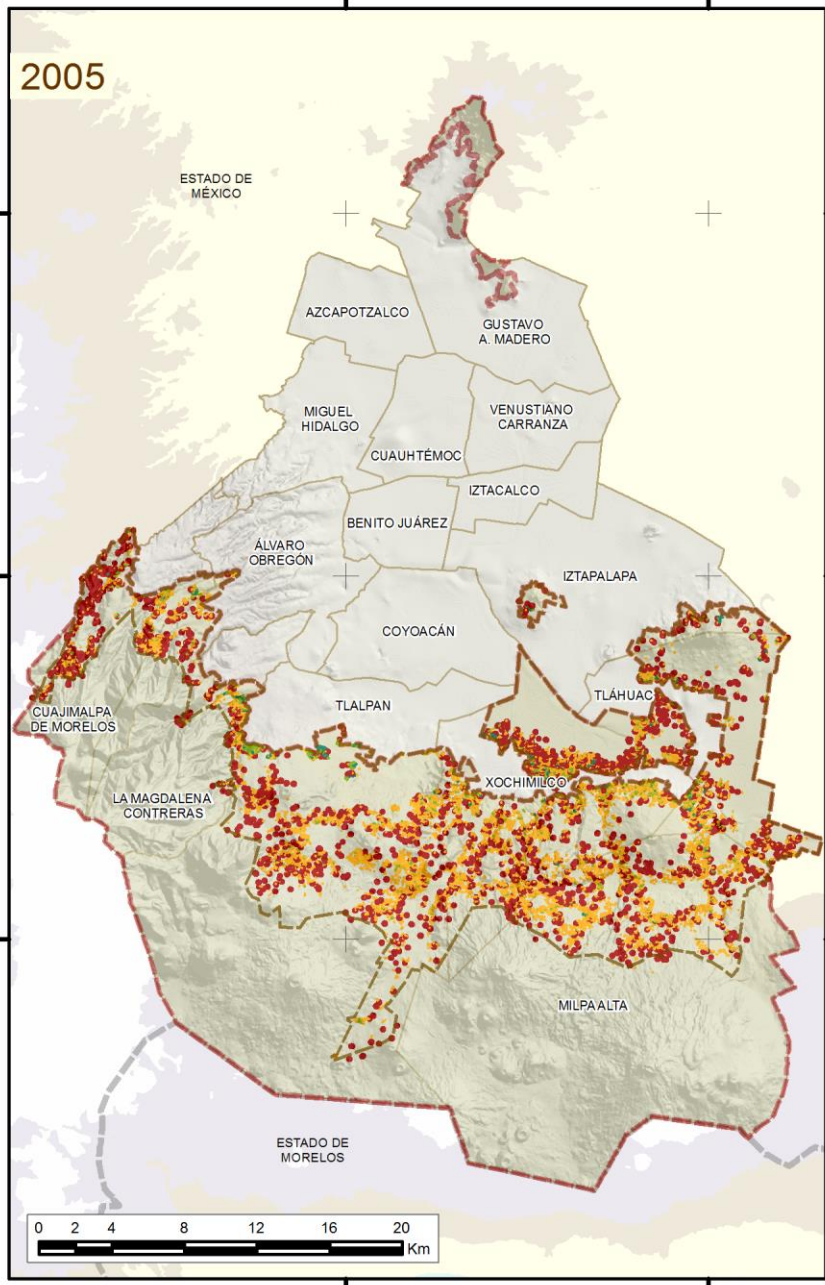 2005
ESTADO DE
MÉXICO
AZCAPOTZALCO
GUSTAVO
A. MADERO
MIGUEL
HIDALGO
VENUSTIANO
CARRANZA
CUAUHTÉMOC
IZTACALCO
BENITO JUÁREZ
ÁLVARO
OBREGÓN
IZTAPALAPA
COYOACÁN
TLÁHUAC
TLALPAN
CUAJIMALPA
DE MORELOS
XOCHIMILCO
LA MAGDALENA
CONTRERAS
MILPA ALTA
ESTADO DE
MORELOS
0 2 4 8 12 16 20
Km